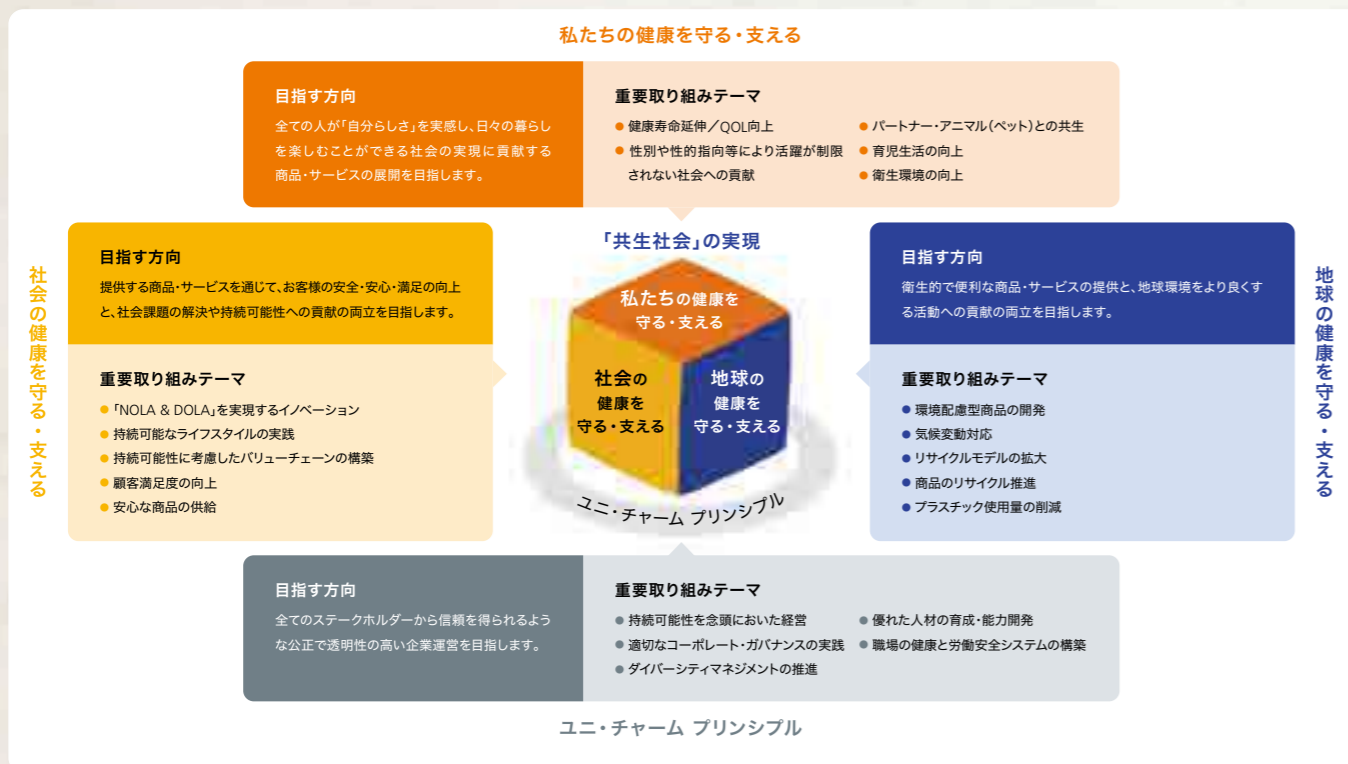 私たちの健康を守る・支える
目指す方向
全ての人が「自分らしさ」を実感し、日々の暮らし
を楽しむことができる社会の実現に貢献する
商品・サービスの展開を目指します。
重要取り組みテーマ
● 健康寿命延伸／QOL向上
● 性別や性的指向等により活躍が制限
されない社会への貢献
● パートナー・アニマル（ペット）との共生
● 育児生活の向上
● 衛生環境の向上
社会の健康を守る・支える
目指す方向
提供する商品・サービスを通じて、お客様の安全・安心・満足の向上
と、社会課題の解決や持続可能性への貢献の両立を目指します。
重要取り組みテーマ
● 「NOLA & DOLA」を実現するイノベーション
● 持続可能なライフスタイルの実践
● 持続可能性に考慮したバリューチェーンの構築
● 顧客満足度の向上
● 安心な商品の供給
「共生社会」の実現
私たちの健康を
守る・支える
社会の
健康を
守る・支える
地球の
健康を
守る・支える
ユニ・チャーム プリンシプル
目指す方向
衛生的で便利な商品・サービスの提供と、地球環境をより良くす
る活動への貢献の両立を目指します。
重要取り組みテーマ
● 環境配慮型商品の開発
● 気候変動対応
● リサイクルモデルの拡大
● 商品のリサイクル推進
● プラスチック使用量の削減
地球の健康を守る・支える
目指す方向
全てのステークホルダーから信頼を得られるよう
な公正で透明性の高い企業運営を目指します。
重要取り組みテーマ
● 持続可能性を念頭においた経営
● 適切なコーポレート・ガバナンスの実践
● ダイバーシティマネジメントの推進
● 優れた人材の育成・能力開発
● 職場の健康と労働安全システムの構築
ユニ・チャーム プリンシプル